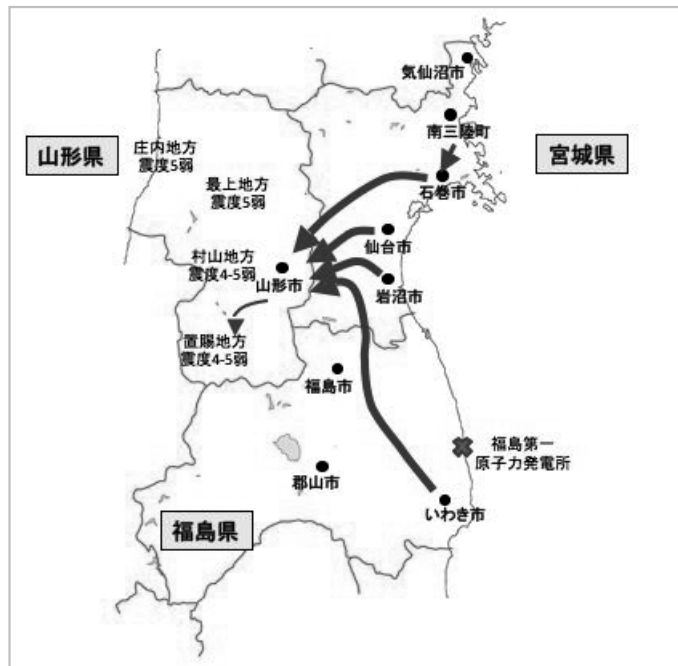 気仙沼市
南三陸町
山形県
庄内地方
震度5弱
宮城県
最上地方
震度5弱
石巻市
仙台市
村山地方
震度4-5弱
山形市
岩沼市
置賜地方
震度4-5弱
福島市
福島第一
原子力発電所
郡山市
いわき市
福島県